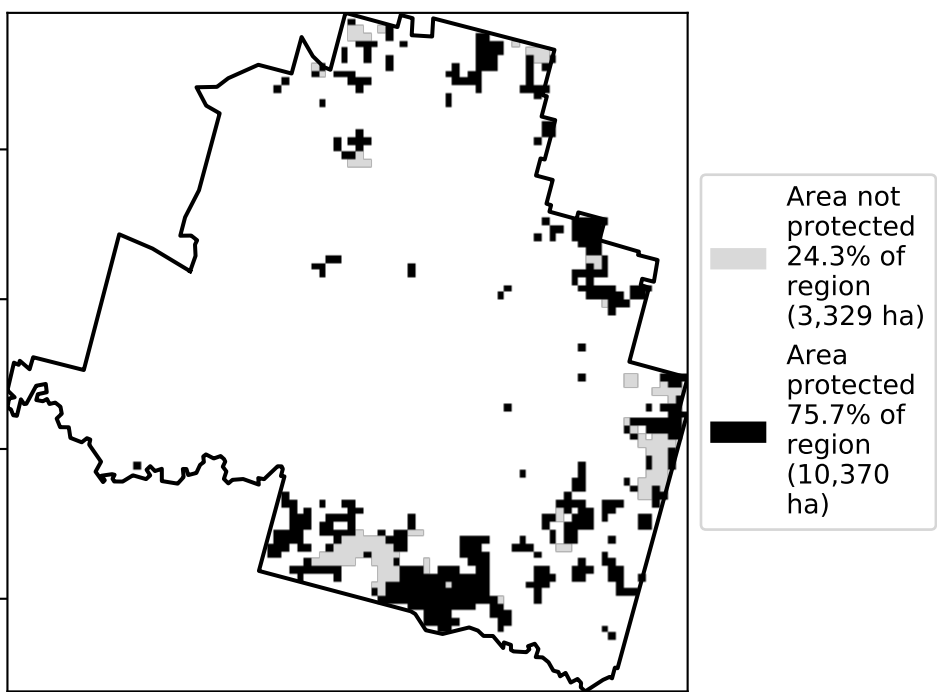 Area not
protected
24.3% of
region
(3,329 ha)
Area
protected
75.7% of
region
(10,370
ha)